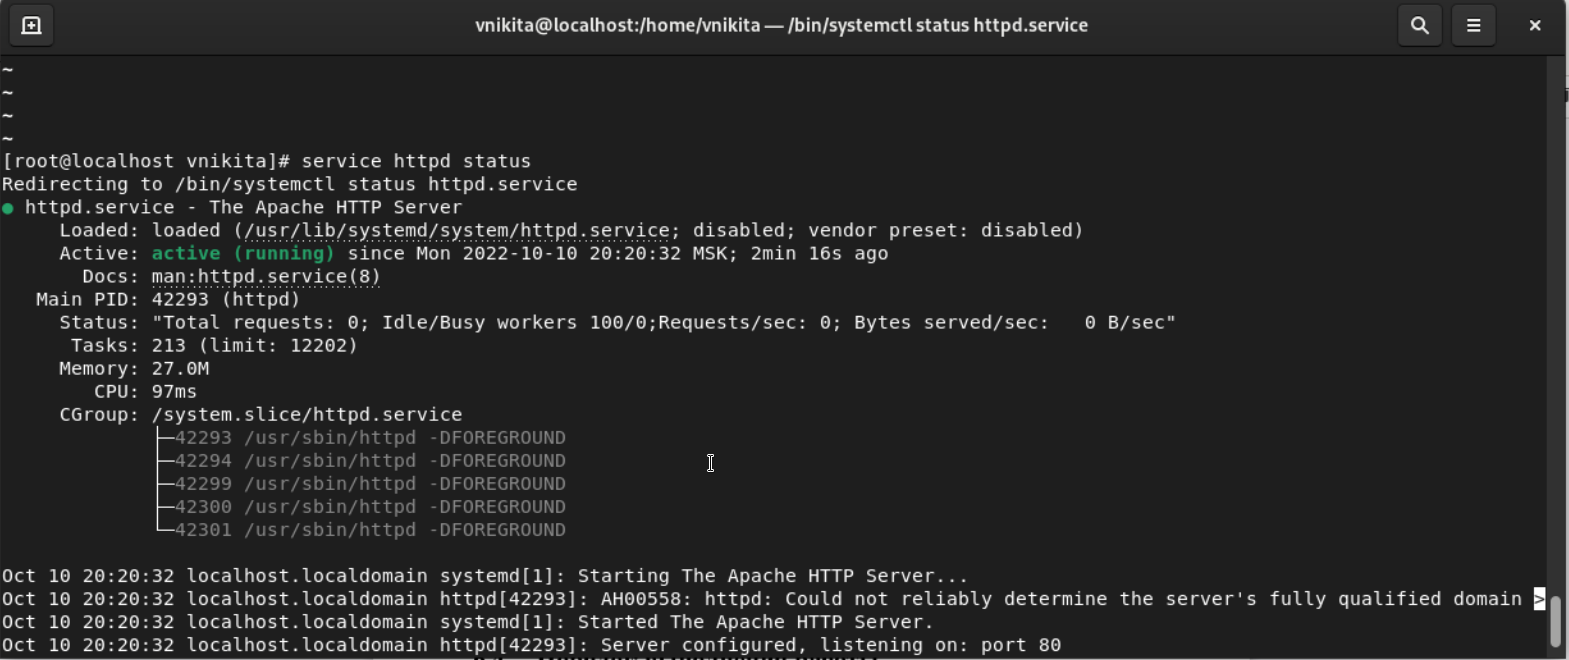 vnikita@localhost:/home/vnikita — /bin/systemctl status httpd.service
~
~
~
~
[root@localhost vnikita]# service httpd status
Redirecting to /bin/systemctl status httpd.service
● httpd.service - The Apache HTTP Server
     Loaded: loaded (/usr/lib/systemd/system/httpd.service; disabled; vendor preset: disabled)
     Active: active (running) since Mon 2022-10-10 20:20:32 MSK; 2min 16s ago
       Docs: man:httpd.service(8)
   Main PID: 42293 (httpd)
     Status: "Total requests: 0; Idle/Busy workers 100/0;Requests/sec: 0; Bytes served/sec:   0 B/sec"
      Tasks: 213 (limit: 12202)
     Memory: 27.0M
        CPU: 97ms
     CGroup: /system.slice/httpd.service
             ├─42293 /usr/sbin/httpd -DFOREGROUND
             ├─42294 /usr/sbin/httpd -DFOREGROUND
             ├─42299 /usr/sbin/httpd -DFOREGROUND
             ├─42300 /usr/sbin/httpd -DFOREGROUND
             └─42301 /usr/sbin/httpd -DFOREGROUND
Oct 10 20:20:32 localhost.localdomain systemd[1]: Starting The Apache HTTP Server...
Oct 10 20:20:32 localhost.localdomain httpd[42293]: AH00558: httpd: Could not reliably determine the server's fully qualified domain >
Oct 10 20:20:32 localhost.localdomain systemd[1]: Started The Apache HTTP Server.
Oct 10 20:20:32 localhost.localdomain httpd[42293]: Server configured, listening on: port 80